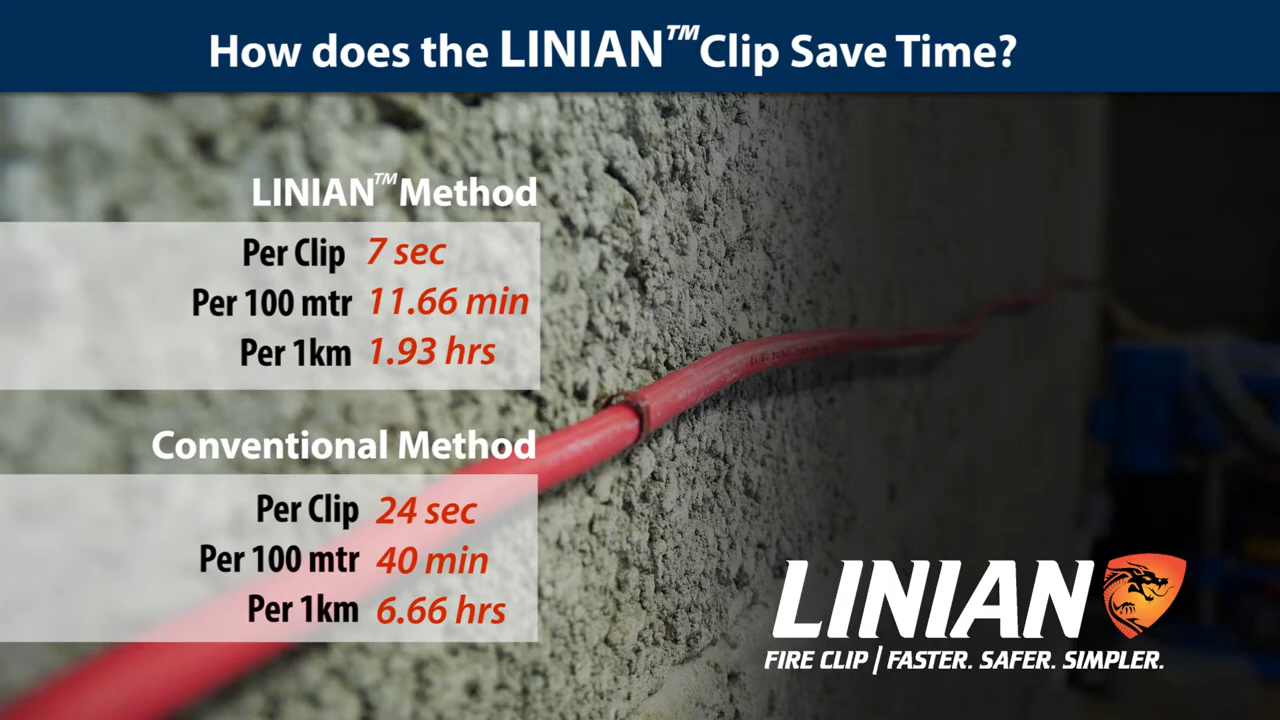 How does the LINIAN™ Clip Save Time?
LINIAN™ Method
Per Clip 7 sec
Per 100 mtr 11.66 min
Per 1km 1.93 hrs
Conventional Method
Per Clip 24 sec
Per 100 mtr 40 min
Per 1km 6.66 hrs
LINIAN
FIRE CLIP | FASTER. SAFER. SIMPLER.